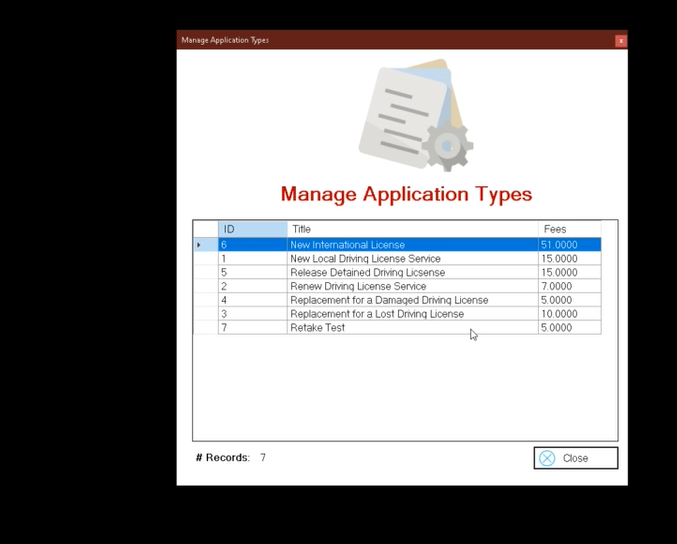 Manage Application Types
x
Manage Application Types
ID Title Fees
6 New International License 51.0000
1 New Local Driving License Service 15.0000
5 Release Detained Driving Licsense 15.0000
2 Renew Driving License Service 7.0000
4 Replacement for a Damaged Driving License 5.0000
3 Replacement for a Lost Driving License 10.0000
7 Retake Test 5.0000
# Records: 7
Close